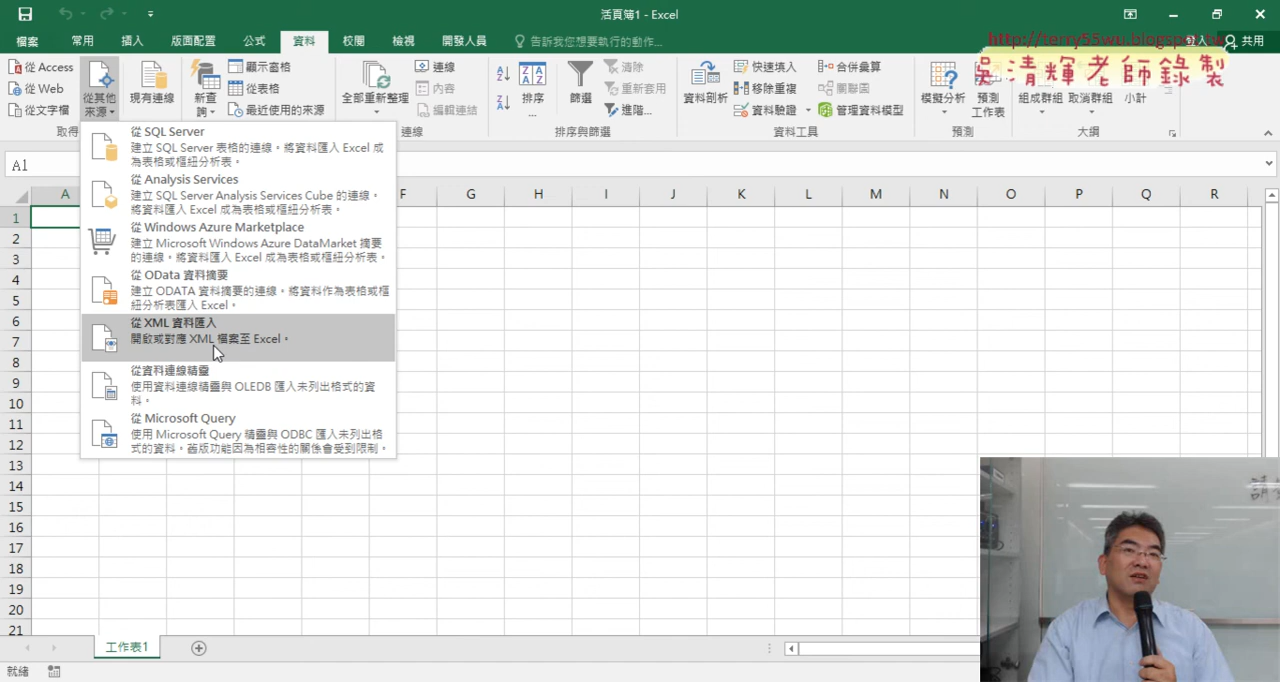 活頁簿1 - Excel
檔案 常用 插入 版面配置 公式 資料 校閱 檢視 開發人員 告訴我您想要執行的動作... 登入 共用
http://terry55wu.blogspot.tw
吳清輝老師錄製
從 Access
從 Web
從文字檔
從其他
來源
現有連線
新查
詢
顯示查詢
從表格
最近使用的來源
全部重新整理
連線
內容
編輯連結
排序
篩選
清除
重新套用
進階...
資料剖析
快速填入
移除重複
資料驗證
合併彙算
關聯圖
管理資料模型
模擬分析
預測
工作表
組成群組 取消群組 小計
連線 排序與篩選 資料工具 預測 大綱
A1
從 SQL Server
建立 SQL Server 表格的連線。將資料匯入 Excel 成
為表格或樞紐分析表。
從 Analysis Services
建立 SQL Server Analysis Services Cube 的連線。
將資料匯入 Excel 成為表格或樞紐分析表。
從 Windows Azure Marketplace
建立 Microsoft Windows Azure DataMarket 摘要
的連線。將資料匯入 Excel 成為表格或樞紐分析表。
從 OData 資料摘要
建立 ODATA 資料摘要的連線。將資料作為表格或樞
紐分析表匯入 Excel。
從 XML 資料匯入
開啟或對應 XML 檔案至 Excel。
從資料連線精靈
使用資料連線精靈與 OLEDB 匯入未列出格式的資
料。
從 Microsoft Query
使用 Microsoft Query 精靈與 ODBC 匯入未列出格
式的資料。舊版功能因為相容性的關係會受到限制。
A F G H I J K L M N O P Q R
1
2
3
4
5
6
7
8
9
10
11
12
13
14
15
16
17
18
19
20
21
工作表1
就緒